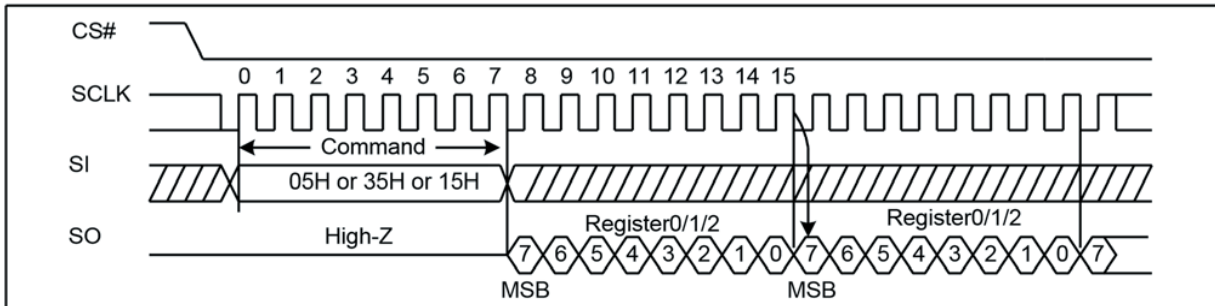 CS#
0 1 2 3 4 5 6 7 8 9 10 11 12 13 14 15
SCLK
Command
SI
05H or 35H or 15H
Register0/1/2 Register0/1/2
SO High-Z
7 6 5 4 3 2 1 0 7 6 5 4 3 2 1 0 7
MSB MSB